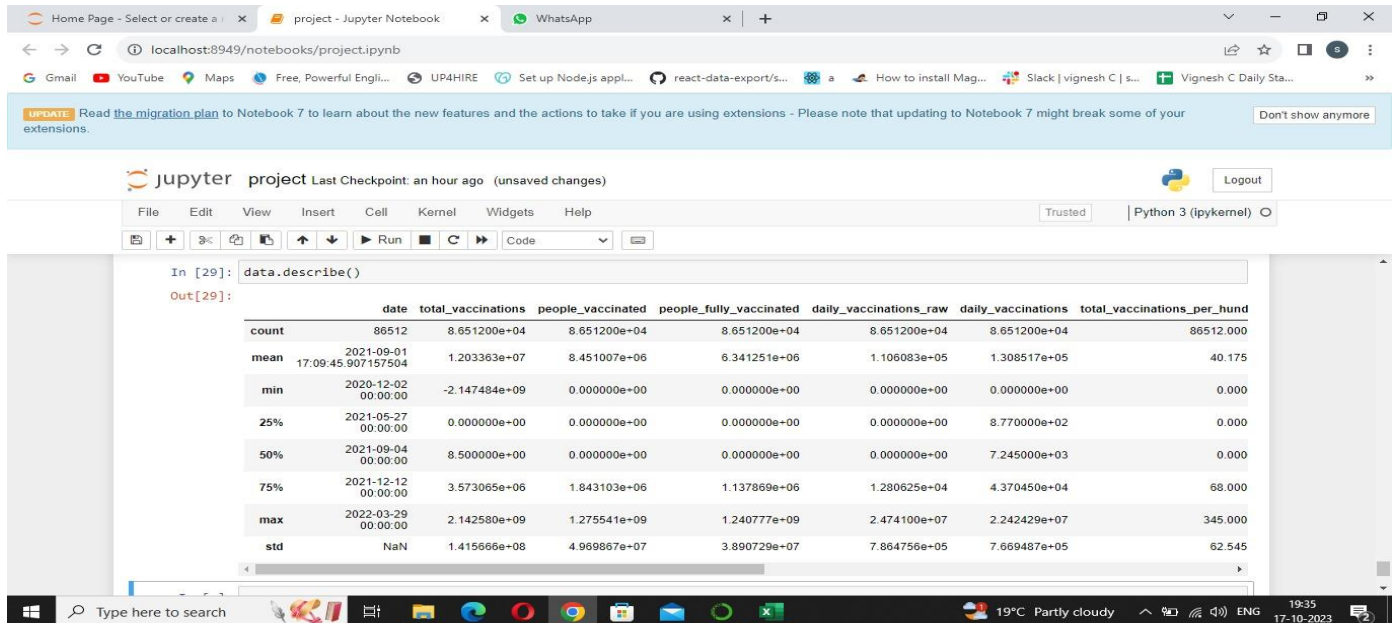 Home Page - Select or create a n × project - Jupyter Notebook × WhatsApp × +
localhost:8949/notebooks/project.ipynb S
Gmail YouTube Maps Free, Powerful Engli... UP4HIRE Set up Node.js appl... react-data-export/s... a How to install Mag... Slack | vignesh C | s... Vignesh C Daily Sta... »
UPDATE Read the migration plan to Notebook 7 to learn about the new features and the actions to take if you are using extensions - Please note that updating to Notebook 7 might break some of your Don't show anymore
extensions.
jupyter project Last Checkpoint: an hour ago (unsaved changes) Logout
File Edit View Insert Cell Kernel Widgets Help Trusted Python 3 (ipykernel)
Run Code
In [29]: data.describe()
Out[29]:
date total_vaccinations people_vaccinated people_fully_vaccinated daily_vaccinations_raw daily_vaccinations total_vaccinations_per_hund
count 86512 8.651200e+04 8.651200e+04 8.651200e+04 8.651200e+04 8.651200e+04 86512.000
mean 2021-09-01 17:09:45.907157504 1.203363e+07 8.451007e+06 6.341251e+06 1.106083e+05 1.308517e+05 40.175
min 2020-12-02 00:00:00 -2.147484e+09 0.000000e+00 0.000000e+00 0.000000e+00 0.000000e+00 0.000
25% 2021-05-27 00:00:00 0.000000e+00 0.000000e+00 0.000000e+00 0.000000e+00 8.770000e+02 0.000
50% 2021-09-04 00:00:00 8.500000e+00 0.000000e+00 0.000000e+00 0.000000e+00 7.245000e+03 0.000
75% 2021-12-12 00:00:00 3.573065e+06 1.843103e+06 1.137869e+06 1.280625e+04 4.370450e+04 68.000
max 2022-03-29 00:00:00 2.142580e+09 1.275541e+09 1.240777e+09 2.474100e+07 2.242429e+07 345.000
std NaN 1.415666e+08 4.969867e+07 3.890729e+07 7.864756e+05 7.669487e+05 62.545
Type here to search 19°C Partly cloudy ENG 19:35
17-10-2023 2